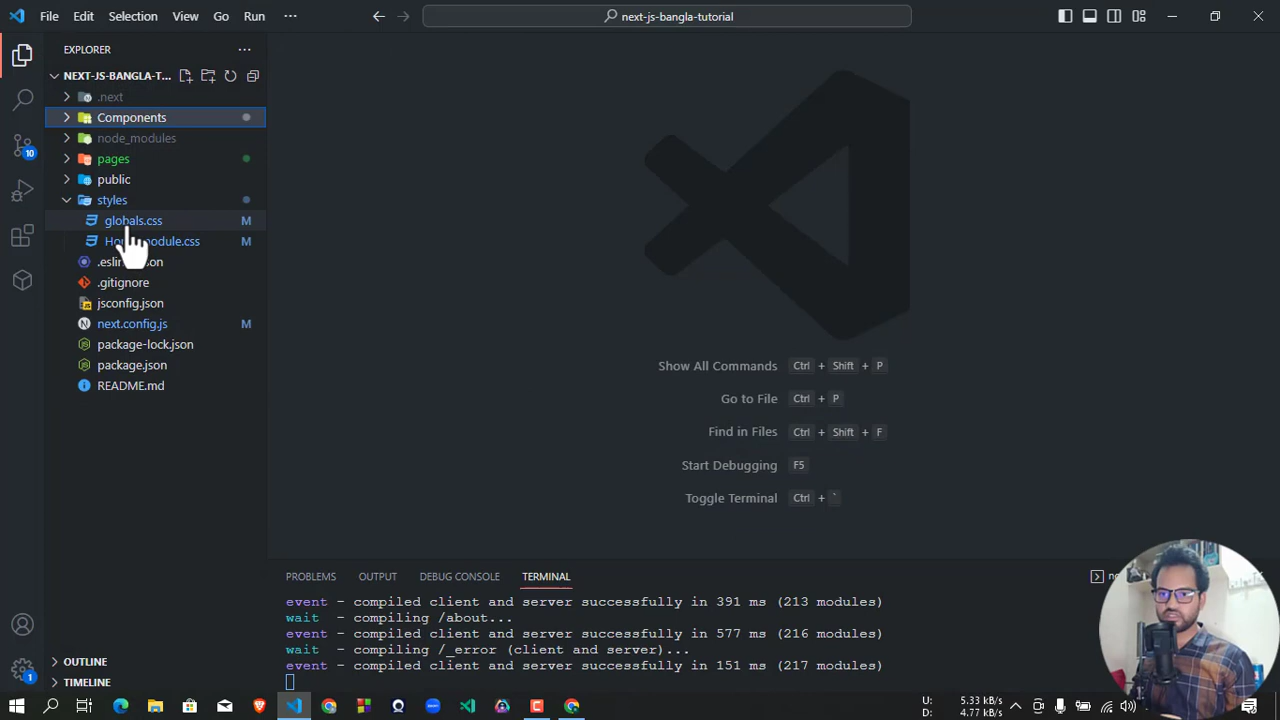 File Edit Selection View Go Run ···
next-js-bangla-tutorial
EXPLORER
NEXT-JS-BANGLA-T...
.next
Components
node_modules
pages
public
styles
globals.css M
module.css M
.gitignore
jsconfig.json
next.config.js M
package-lock.json
package.json
README.md
OUTLINE
TIMELINE
10
1
Show All Commands Ctrl + Shift + P
Go to File Ctrl + P
Find in Files Ctrl + Shift + F
Start Debugging F5
Toggle Terminal Ctrl + `
PROBLEMS OUTPUT DEBUG CONSOLE TERMINAL
event - compiled client and server successfully in 391 ms (213 modules)
wait - compiling /about...
event - compiled client and server successfully in 577 ms (216 modules)
wait - compiling /_error (client and server)...
event - compiled client and server successfully in 151 ms (217 modules)
U: 5.33 kB/s
D: 4.77 kB/s